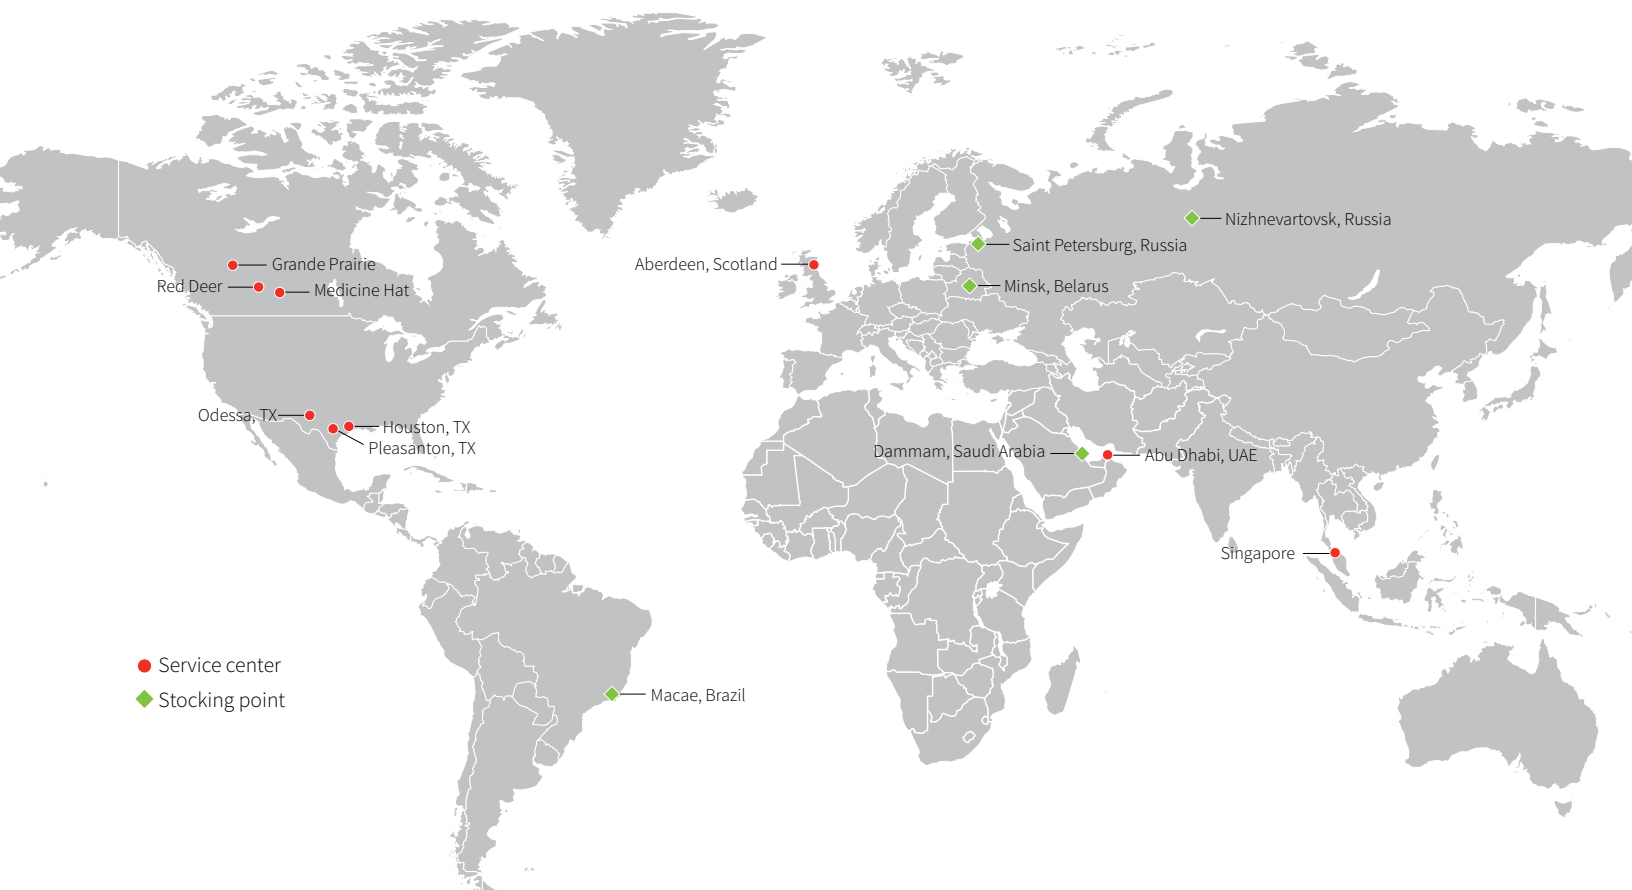 Nizhnevartovsk, Russia
Saint Petersburg, Russia
Aberdeen, Scotland
Grande Prairie
Red Deer
Medicine Hat
Minsk, Belarus
Odessa, TX
Houston, TX
Pleasanton, TX
Dammam, Saudi Arabia
Abu Dhabi, UAE
Singapore
Service center
Stocking point
Macae, Brazil